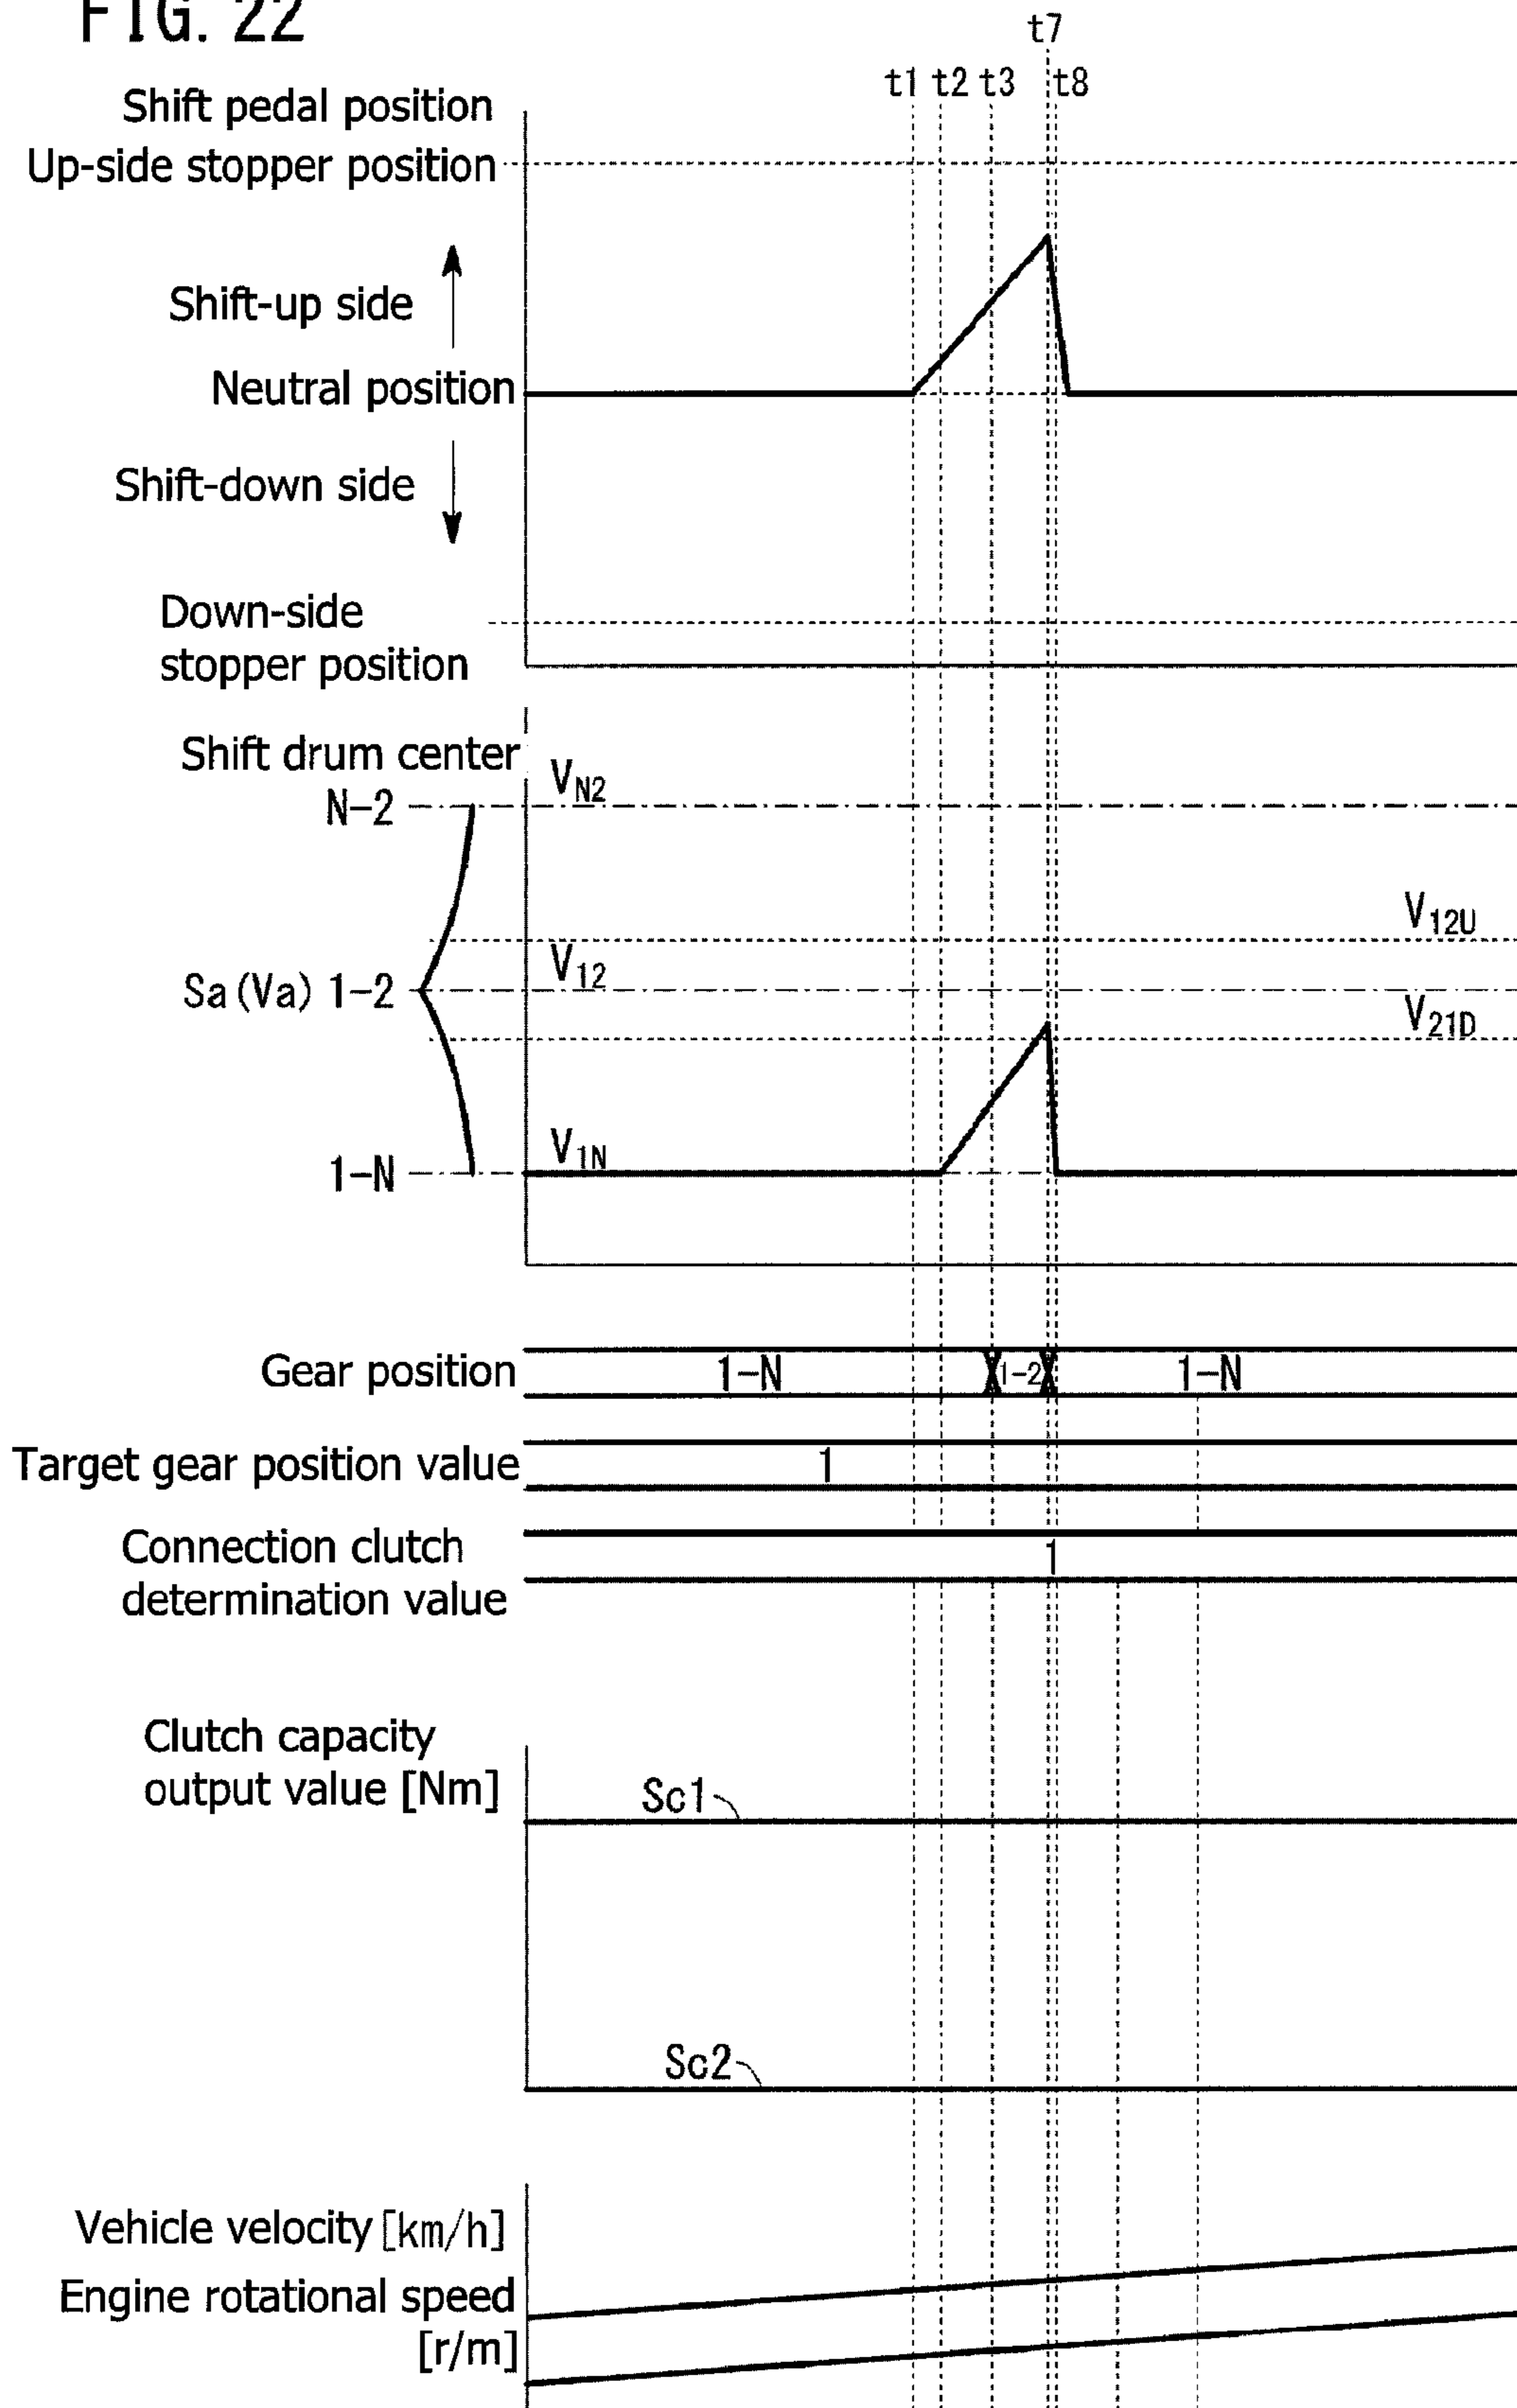 FIG. 22
t7
t1 t2 t3 t8
Shift pedal position
Up-side stopper position
Shift-up side
Neutral position
Shift-down side
Down-side
stopper position
Shift drum center
N-2
VN2
V12U
V12
Sa(Va) 1-2
V21D
V1N
1-N
Gear position
1-N 1-2 1-N
Target gear position value
1
Connection clutch
determination value
1
Clutch capacity
output value [Nm]
Sc1
Sc2
Vehicle velocity [km/h]
Engine rotational speed
[r/m]